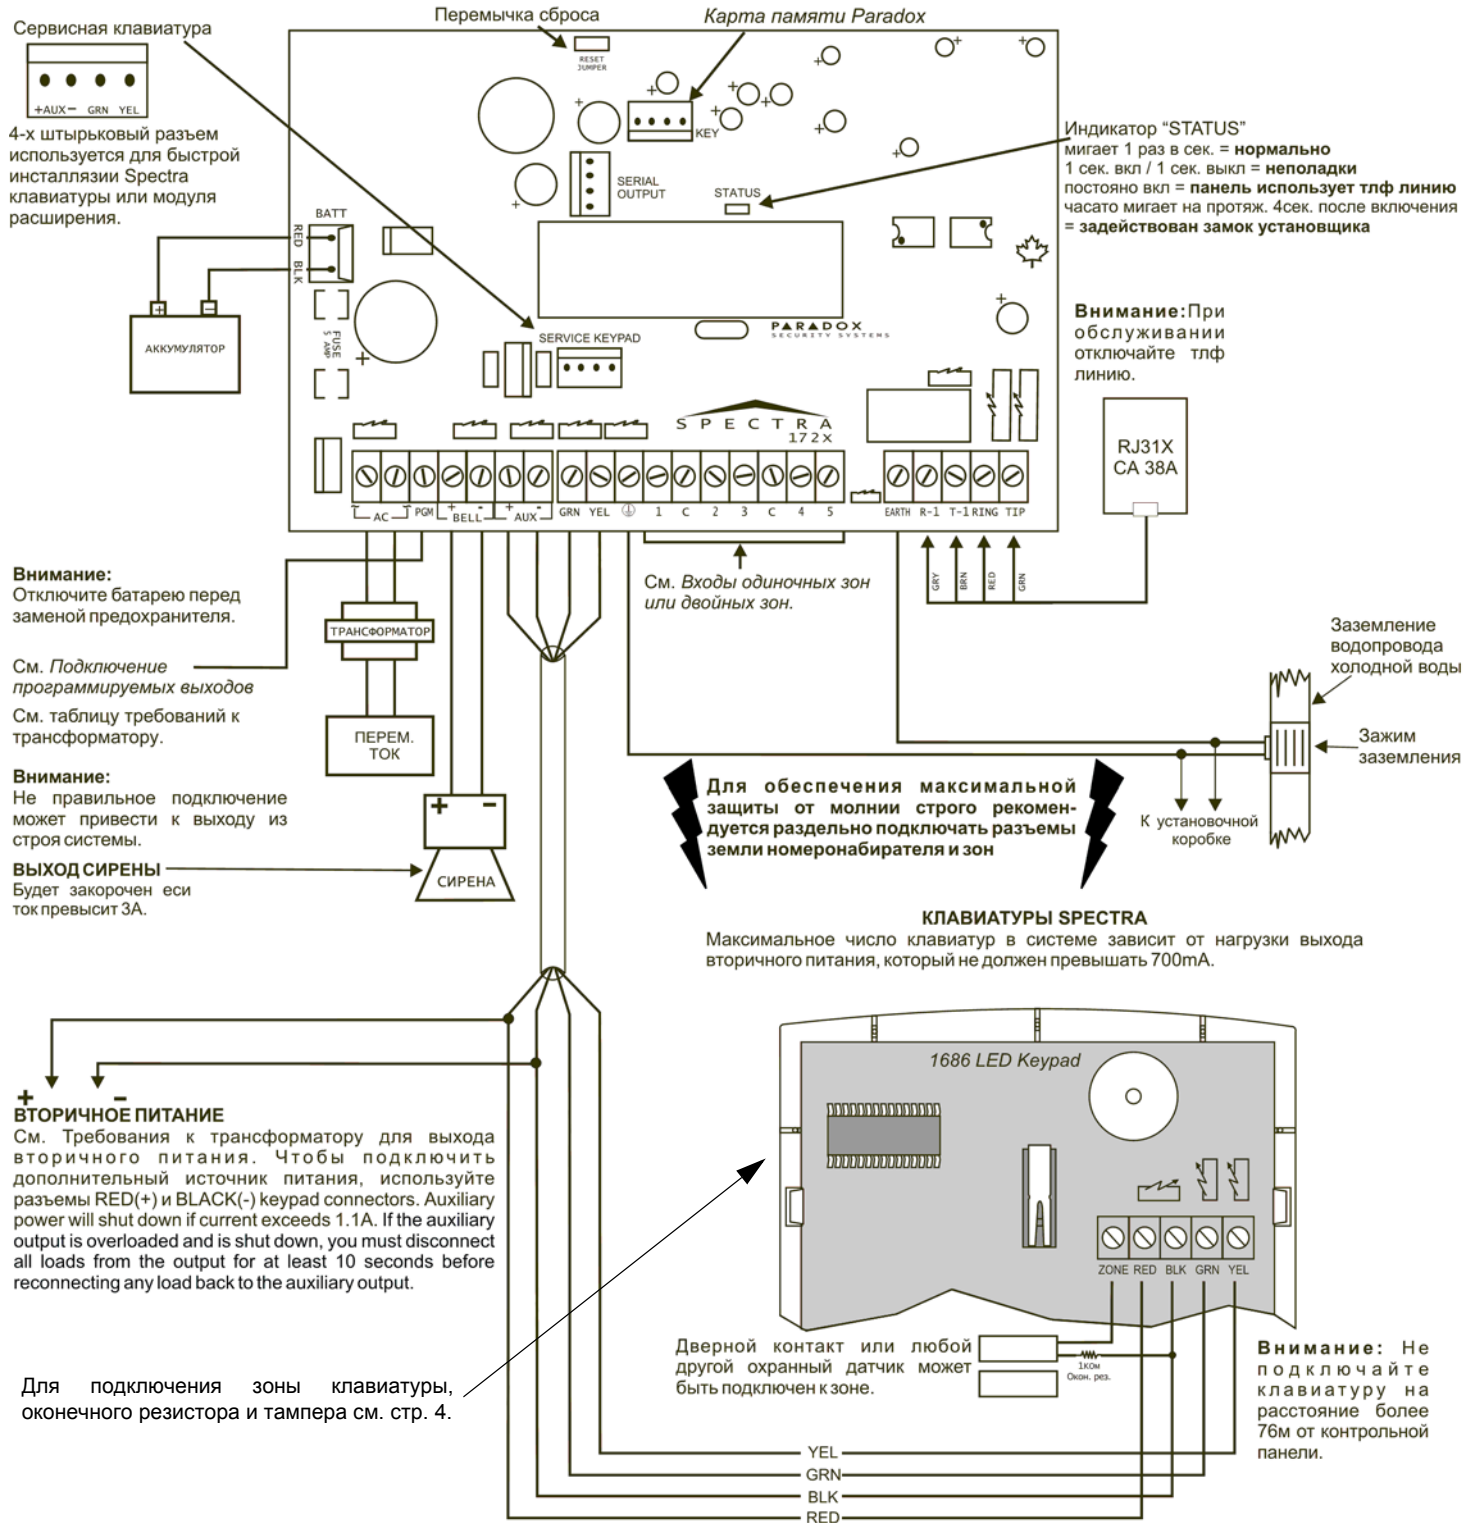 Сервисная клавиатура
Перемычка сброса
Карта памяти Paradox
RESET
JUMPER
+AUX− GRN YEL
4-х штырьковый разъем
используется для быстрой
инсталлязии Spectra
клавиатуры или модуля
расширения.
KEY
SERIAL
OUTPUT
STATUS
Индикатор “STATUS”
мигает 1 раз в сек. = нормально
1 сек. вкл / 1 сек. выкл = неполадки
постояно вкл = панель использует тлф линию
часато мигает на протяж. 4сек. после включения
= задействован замок установщика
BATT
RED
BLK
+ −
АККУМУЛЯТОР
FUSE
5 AMP
SERVICE KEYPAD
PARADOX
SECURITY SYSTEMS
Внимание:При
обслуживании
отключайте тлф
линию.
SPECTRA
172X
RJ31X
CA 38A
~ AC ~ PGM + BELL - + AUX - GRN YEL 1 C 2 3 C 4 5
EARTH R-1 T-1 RING TIP
GRY BRN RED GRN
Внимание:
Отключите батарею перед
заменой предохранителя.
См. Входы одиночных зон
или двойных зон.
ТРАНСФОРМАТОР
См. Подключение
программируемых выходов
См. таблицу требований к
трансформатору.
ПЕРЕМ.
ТОК
Заземление
водопровода
холодной воды
Зажим
заземления
Внимание:
Не правильное подключение
может привести к выходу из
строя системы.
ВЫХОД СИРЕНЫ
Будет закорочен еси
ток превысит 3А.
+ −
СИРЕНА
Для обеспечения максимальной
защиты от молнии строго рекомен-
дуется раздельно подключать разъемы
земли номеронабирателя и зон
К установочной
коробке
КЛАВИАТУРЫ SPECTRA
Максимальное число клавиатур в системе зависит от нагрузки выхода
вторичного питания, который не должен превышать 700mA.
1686 LED Keypad
+ −
ВТОРИЧНОЕ ПИТАНИЕ
См. Требования к трансформатору для выхода
вторичного питания. Чтобы подключить
дополнительный источник питания, используйте
разъемы RED(+) и BLACK(-) keypad connectors. Auxiliary
power will shut down if current exceeds 1.1A. If the auxiliary
output is overloaded and is shut down, you must disconnect
all loads from the output for at least 10 seconds before
reconnecting any load back to the auxiliary output.
ZONE RED BLK GRN YEL
Дверной контакт или любой
другой охранный датчик может
быть подключен к зоне.
1КОМ
Окон. рез.
Внимание: Не
подключайте
клавиатуру на
расстояние более
76м от контрольной
панели.
Для подключения зоны клавиатуры,
оконечного резистора и тампера см. стр. 4.
YEL
GRN
BLK
RED